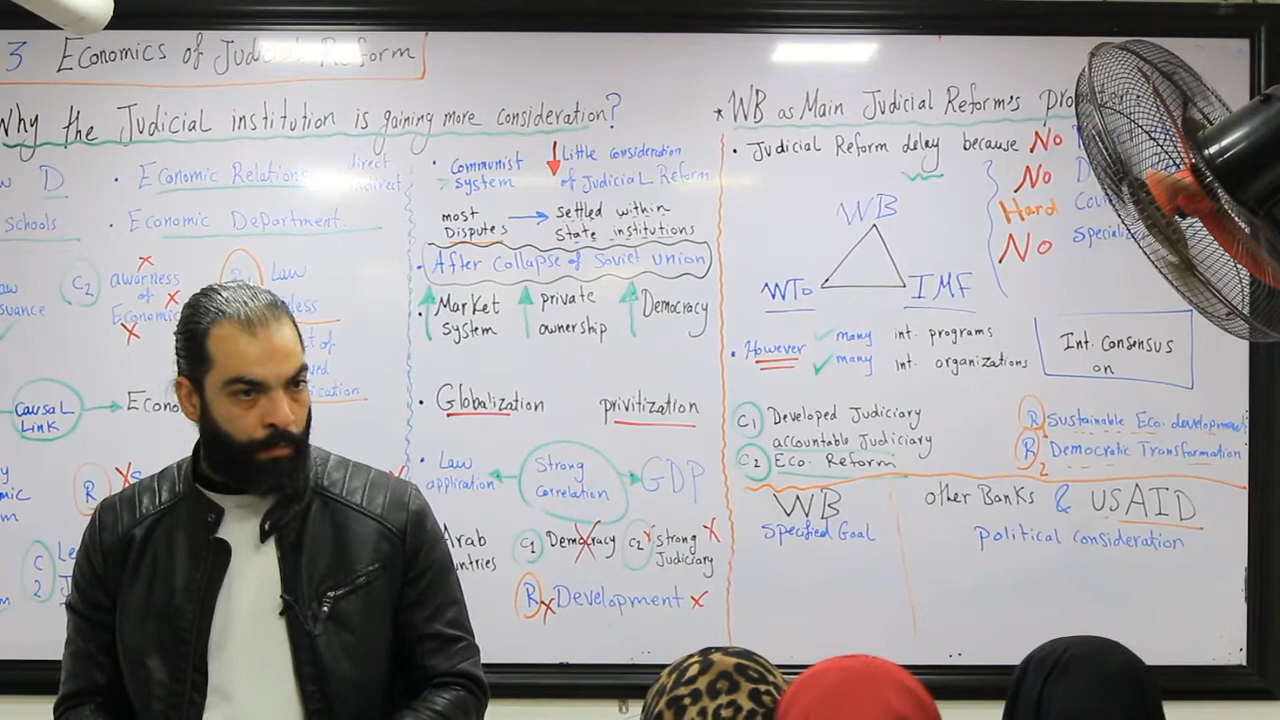 3 Economics of Judicial Reform
Why the Judicial institution is gaining more consideration?
D
• Economic Relations direct
Schools
• Economic Department
C2 awarness
of
Economic
Law
Causal
Link
R
C
2
• Communist
System
Little consideration
of Judicial Reform
most
Disputes
settled within
State institutions
• After collapse of Soviet union
• Market
System
private
ownership
Democracy
• Globalization privitization
• Law
application
Strong
Correlation
GDP
Arab
C1 Democracy C2 strong
Judiciary
R Development
* WB as Main Judicial Reform's
• Judicial Reform delay because No
No
Hard
No
WB
WTo IMF
• However many int. programs
many int. organizations
Int. Consensus
on
C1 Developed Judiciary
accountable Judiciary
C2 Eco. Reform
R1 Sustainable Eco. development
R2 Democratic Transformation
WB
Specified Goal
other Banks & USAID
political consideration